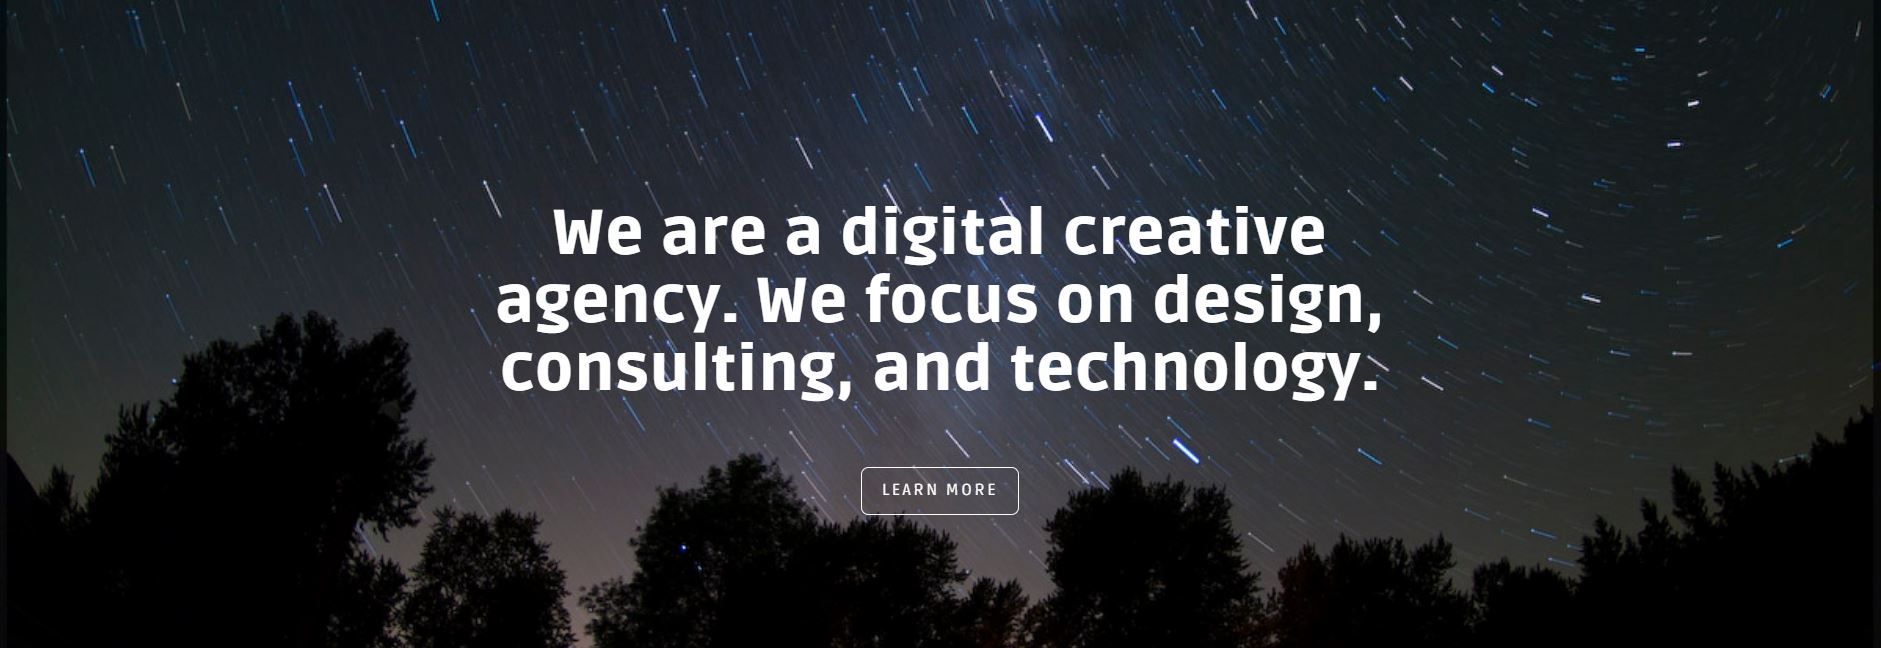 We are a digital creative
agency. We focus on design,
consulting, and technology.
LEARN MORE